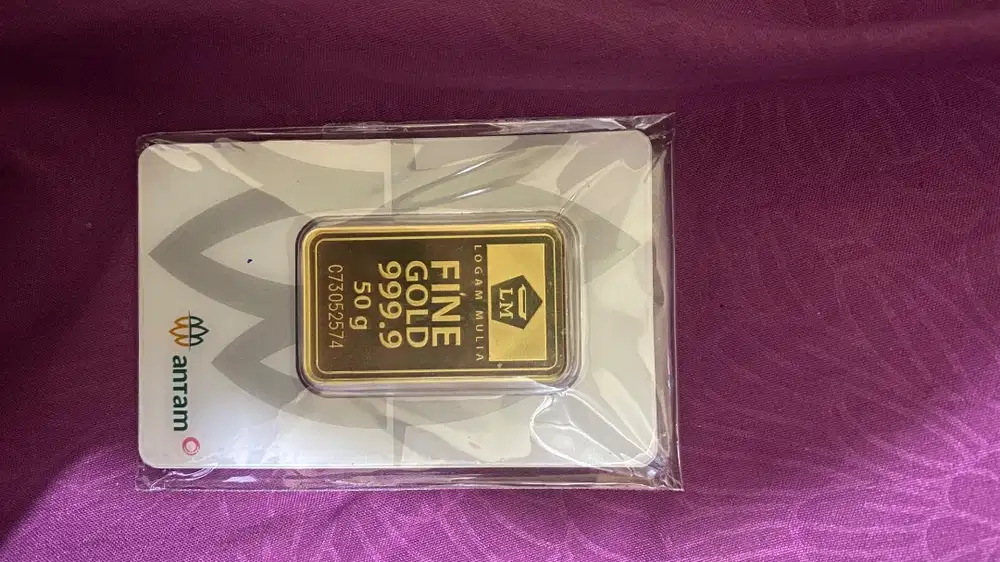 LM
LOGAM MULIA
FINE
GOLD
999.9
50 g
C73052574
antam